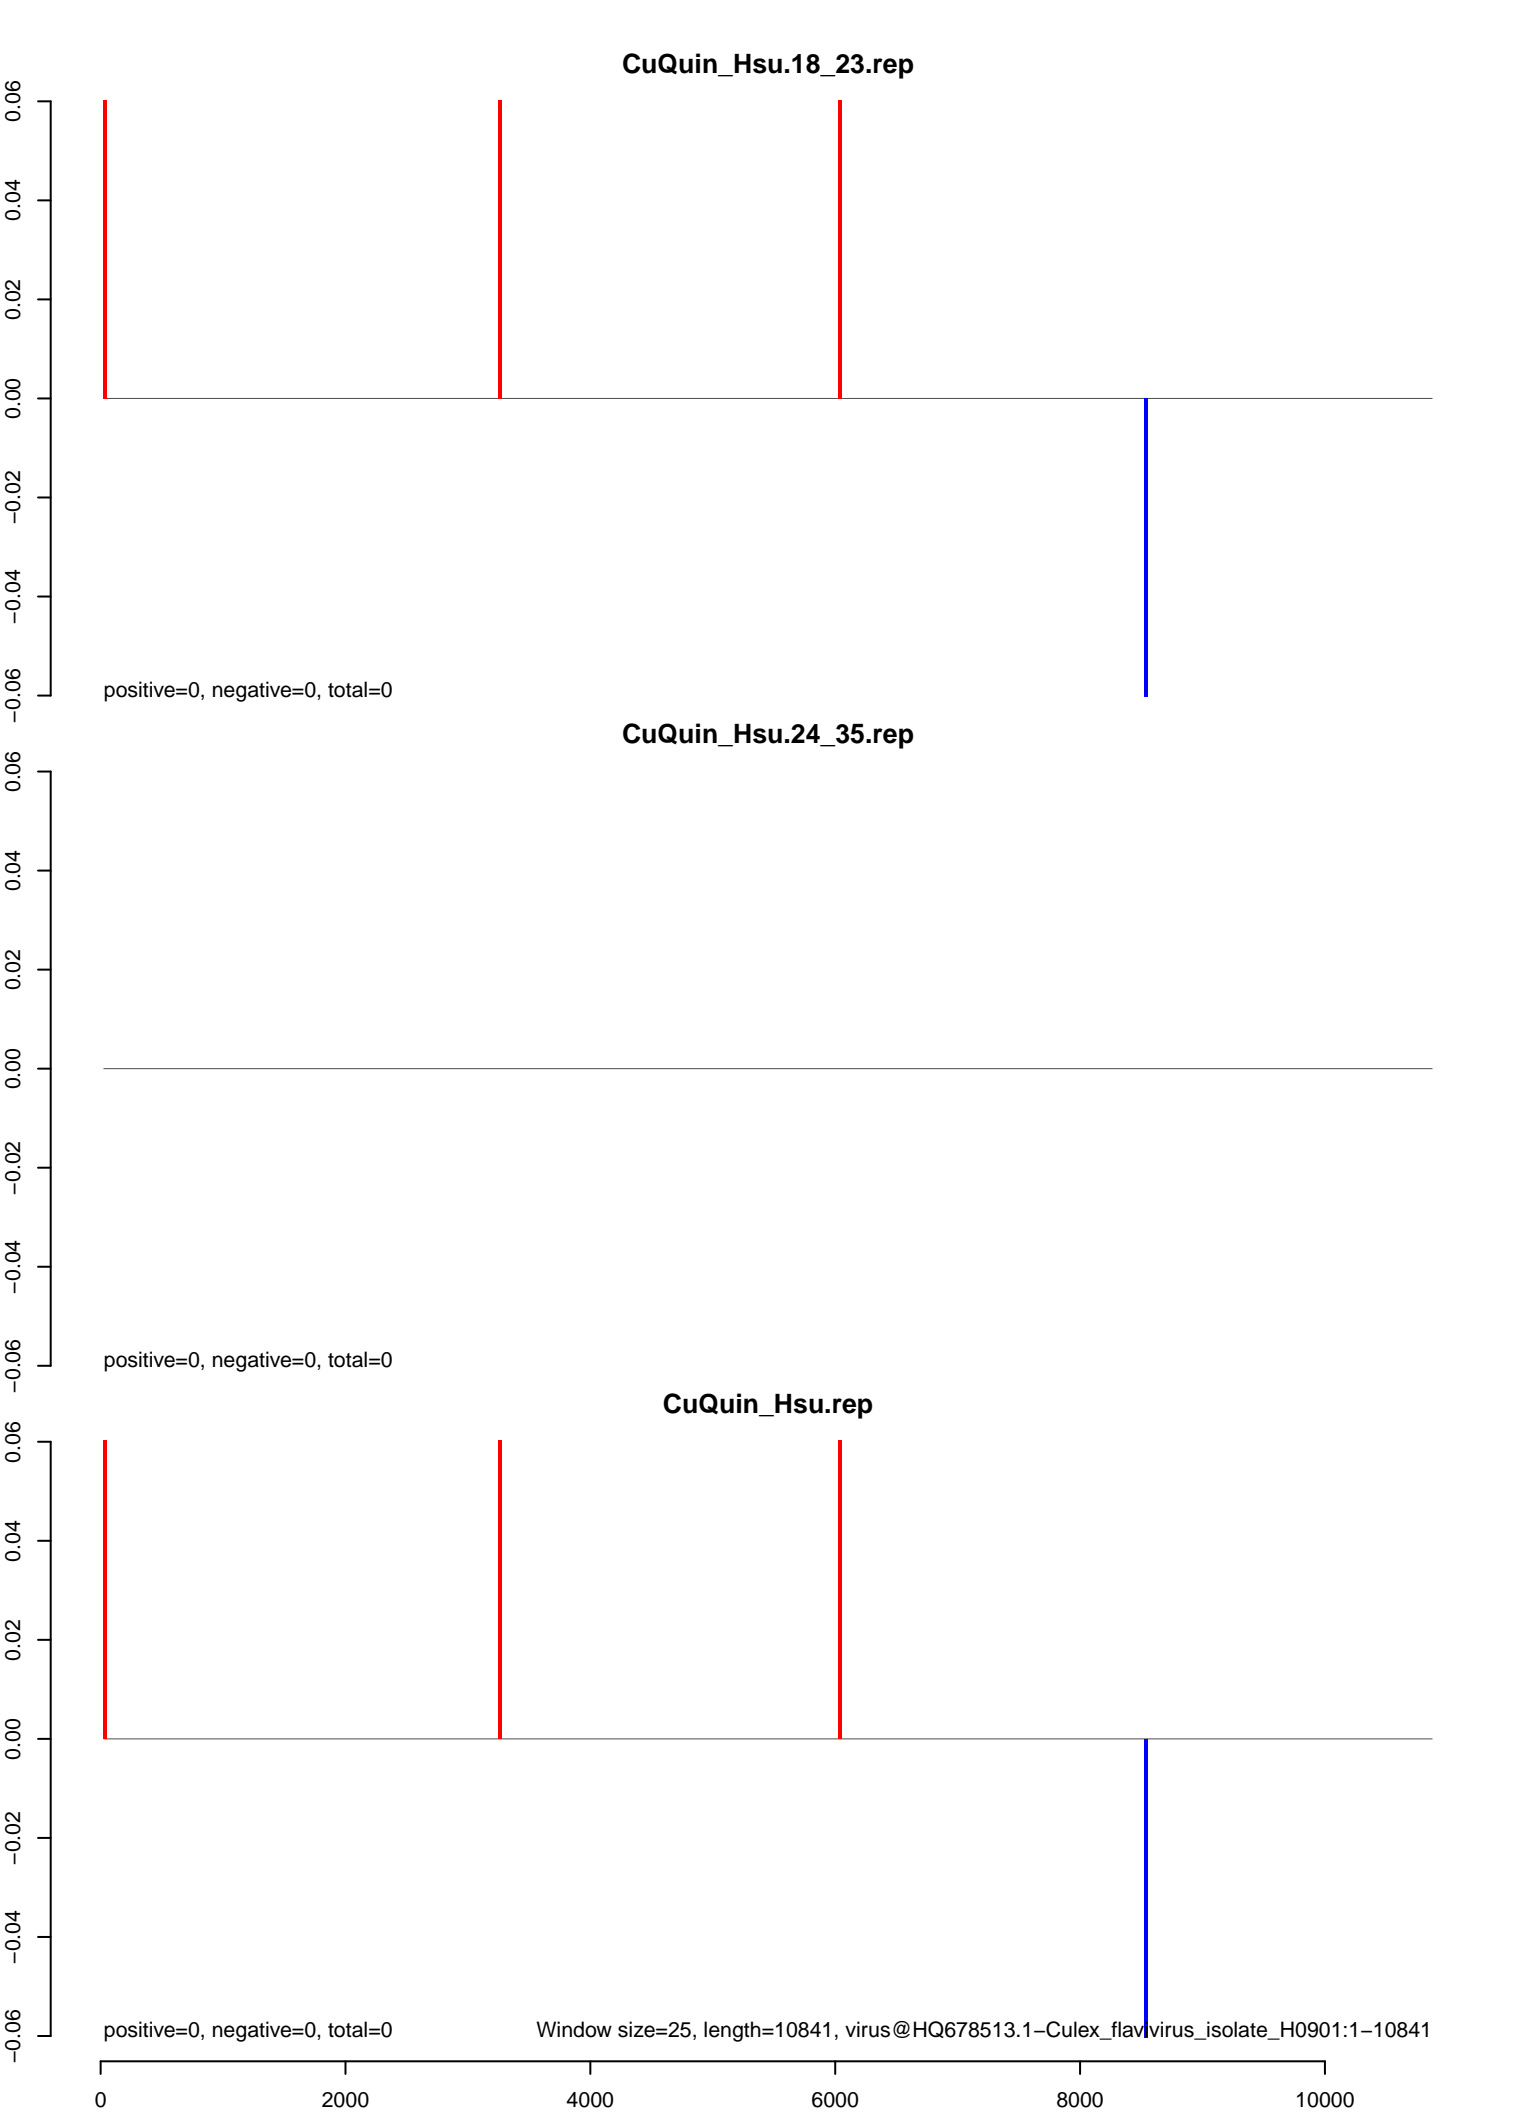 CuQuin_Hsu.18_23.rep
0.06
0.04
0.02
0.00
−0.02
−0.04
−0.06
positive=0, negative=0, total=0
CuQuin_Hsu.24_35.rep
0.06
0.04
0.02
0.00
−0.02
−0.04
−0.06
positive=0, negative=0, total=0
CuQuin_Hsu.rep
0.06
0.04
0.02
0.00
−0.02
−0.04
−0.06
positive=0, negative=0, total=0
Window size=25, length=10841, virus@HQ678513.1−Culex_flavivirus_isolate_H0901:1−10841
0 2000 4000 6000 8000 10000